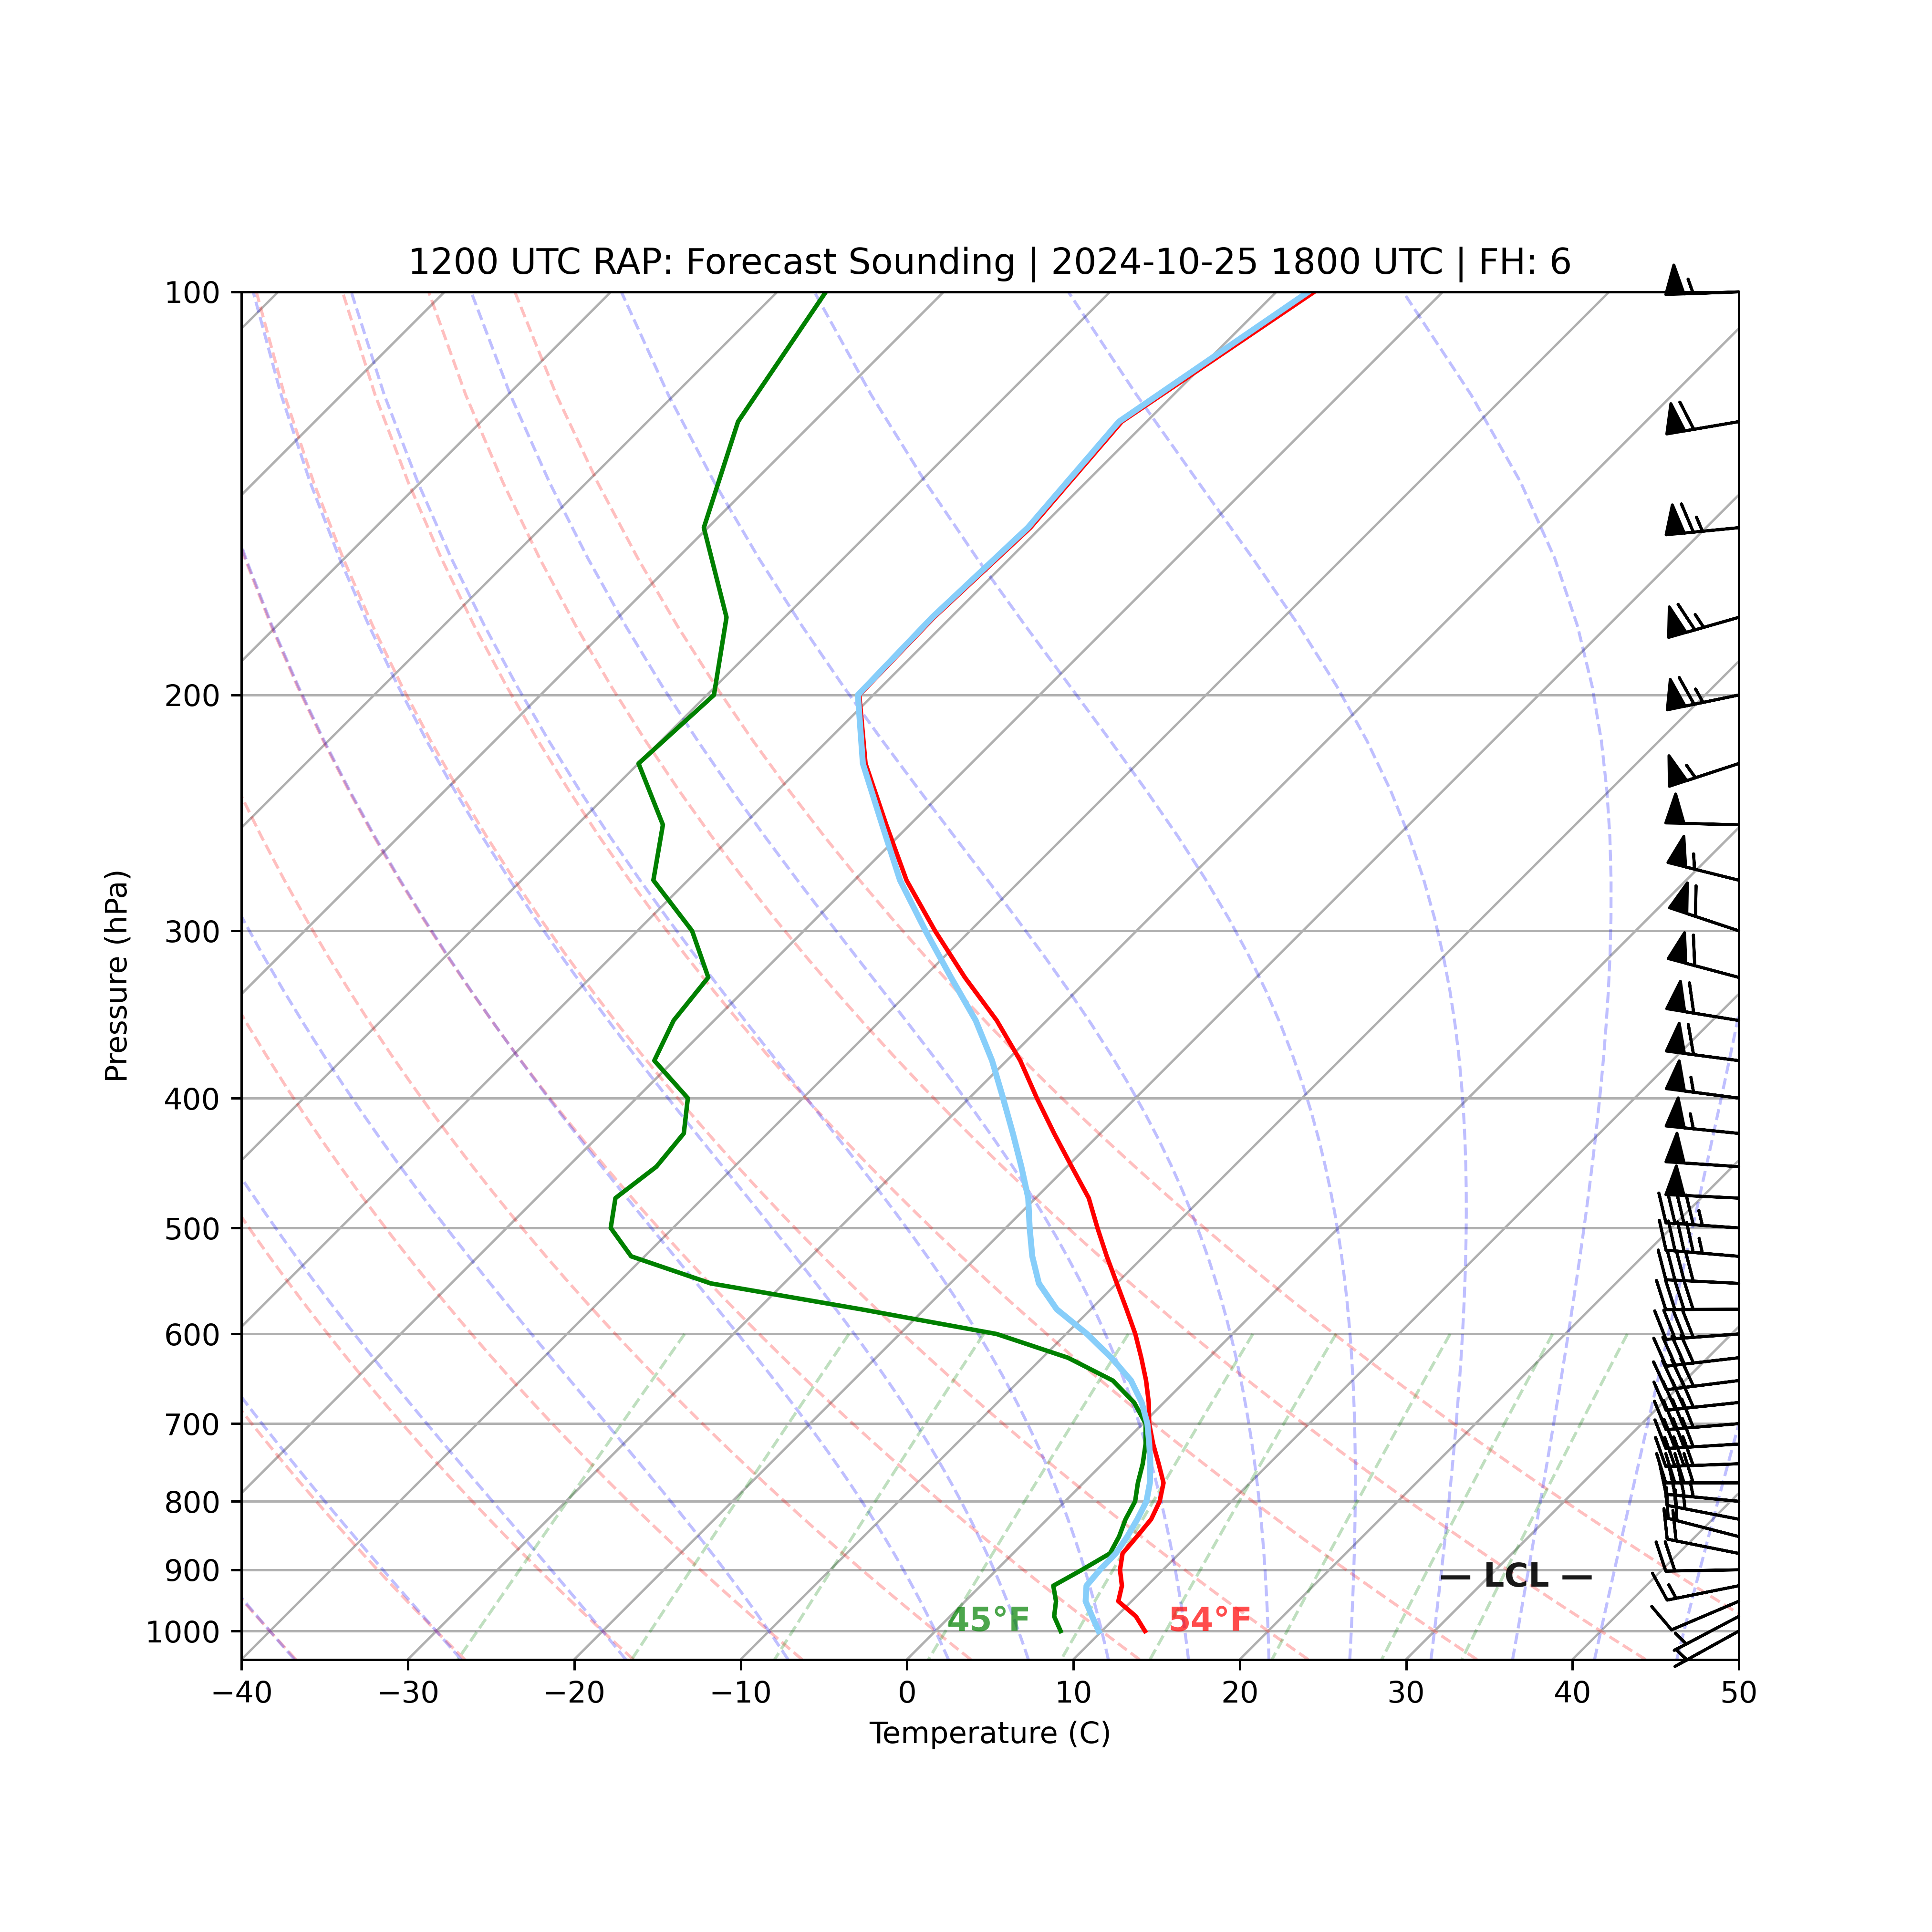 1200 UTC RAP: Forecast Sounding | 2024-10-25 1800 UTC | FH: 6
100
200
300
400
500
600
700
800
900
1000
Pressure (hPa)
— LCL —
45°F
54°F
−40 −30 −20 −10 0 10 20 30 40 50
Temperature (C)